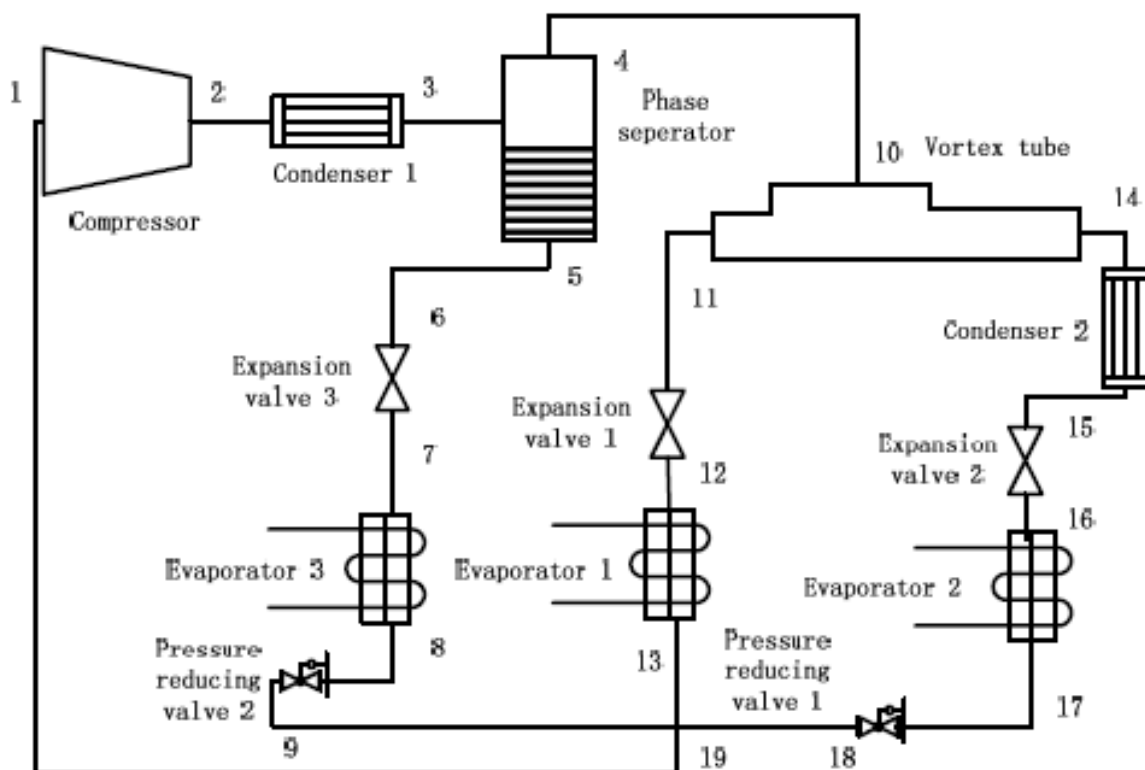 1
2
3
4
Phase
seperator
Condenser 1
Compressor
5
6
10
Vortex tube
14
11
Condenser 2
Expansion
valve 3
Expansion
valve 1
15
Expansion
valve 2
7
12
16
Evaporator 3
Evaporator 1
Evaporator 2
8
13
Pressure
reducing
valve 2
Pressure
reducing
valve 1
17
9
19
18